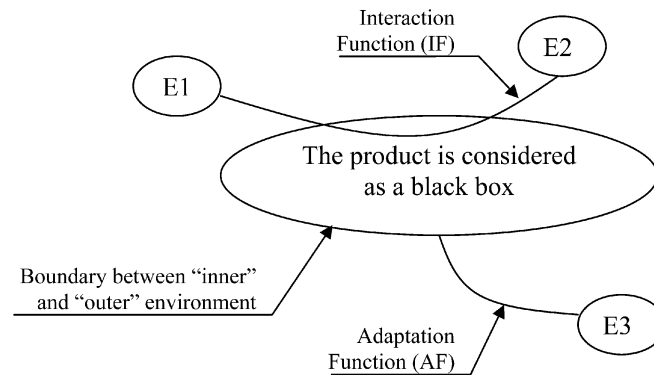 Interaction
Function (IF)
E2
E1
The product is considered
as a black box
Boundary between “inner”
and “outer” environment
E3
Adaptation
Function (AF)